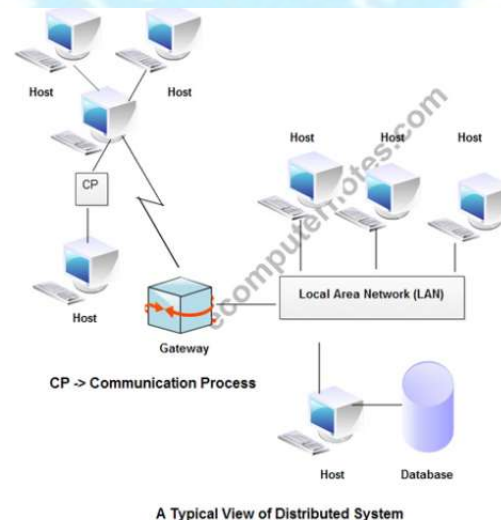 Host
Host
CP
Host
Host
Host
Host
Local Area Network (LAN)
Gateway
CP -> Communication Process
Host
Database
A Typical View of Distributed System
ecomputernotes.com